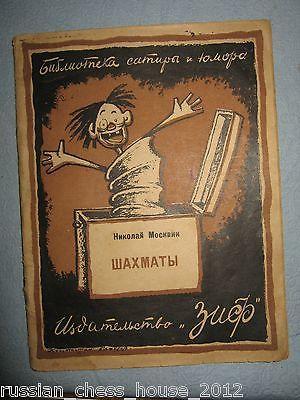 Библиотека сатиры и юмора
Николай Москвин
ШАХМАТЫ
Издательство „ЗИФ"
russian_chess_house_2012